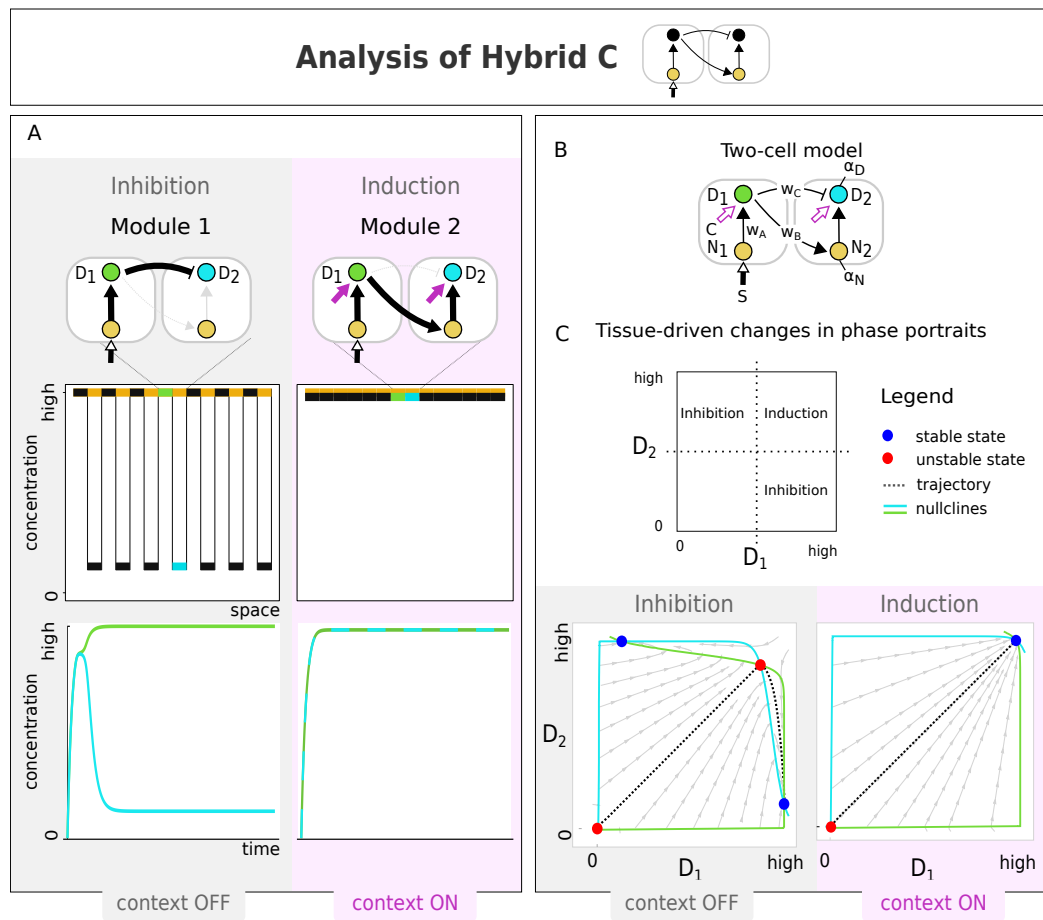 Analysis of Hybrid C
A
Inhibition
Module 1
D1
D2
high
concentration
0
space
high
concentration
0
time
context OFF
Induction
Module 2
D1
D2
context ON
B
Two-cell model
αD
D1
wC
D2
C
wA
wB
N1
N2
S
αN
C
Tissue-driven changes in phase portraits
high
Inhibition
Induction
D2
Inhibition
0
0
high
D1
Legend
stable state
unstable state
trajectory
nullclines
Inhibition
high
D2
0
0
D1
high
context OFF
Induction
0
D1
high
context ON